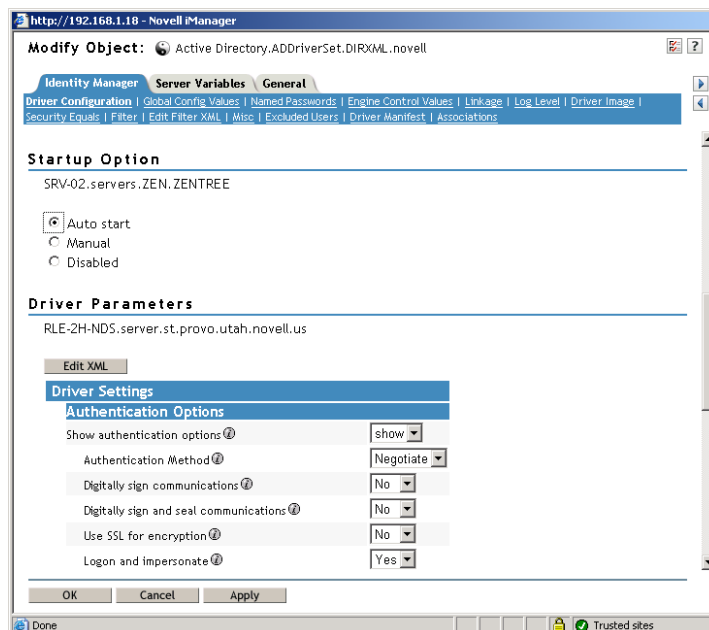 http://192.168.1.18 - Novell iManager
Modify Object: Active Directory.ADDriverSet.DIRXML.novell
?
Identity Manager Server Variables General
Driver Configuration | Global Config Values | Named Passwords | Engine Control Values | Linkage | Log Level | Driver Image |
Security Equals | Filter | Edit Filter XML | Misc | Excluded Users | Driver Manifest | Associations
Startup Option
SRV-02.servers.ZEN.ZENTREE
Auto start
Manual
Disabled
Driver Parameters
RLE-2H-NDS.server.st.provo.utah.novell.us
Edit XML
Driver Settings
Authentication Options
Show authentication options show
Authentication Method Negotiate
Digitally sign communications No
Digitally sign and seal communications No
Use SSL for encryption No
Logon and impersonate Yes
OK Cancel Apply
Done Trusted sites